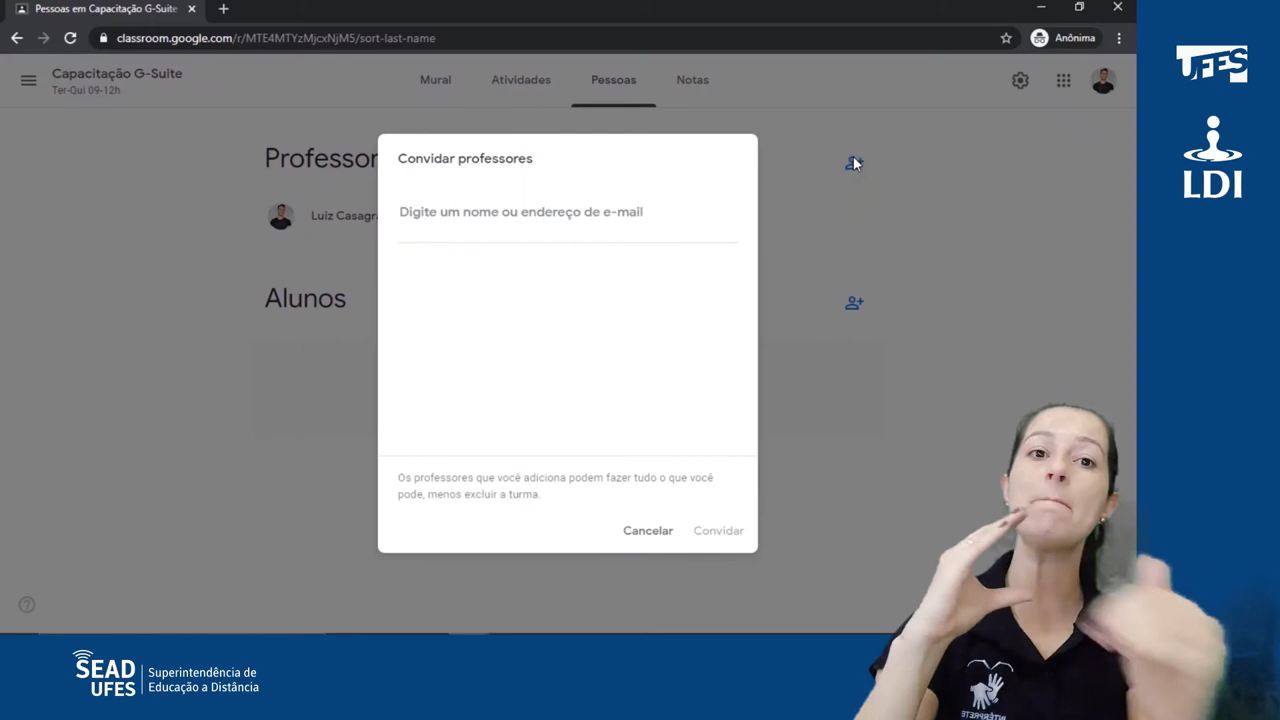 Pessoas em Capacitação G-Suite
classroom.google.com/r/MTE4MTYzMjcxNjM5/sort-last-name
Anônima
Capacitação G-Suite
Ter-Qui 09-12h
Mural
Atividades
Pessoas
Notas
Professor
Luiz Casagra
Alunos
Convidar professores
Digite um nome ou endereço de e-mail
Os professores que você adiciona podem fazer tudo o que você
pode, menos excluir a turma.
Cancelar
Convidar
UFES
LDI
INTÉRPRETE
SEAD
UFES
Superintendência de
Educação a Distância